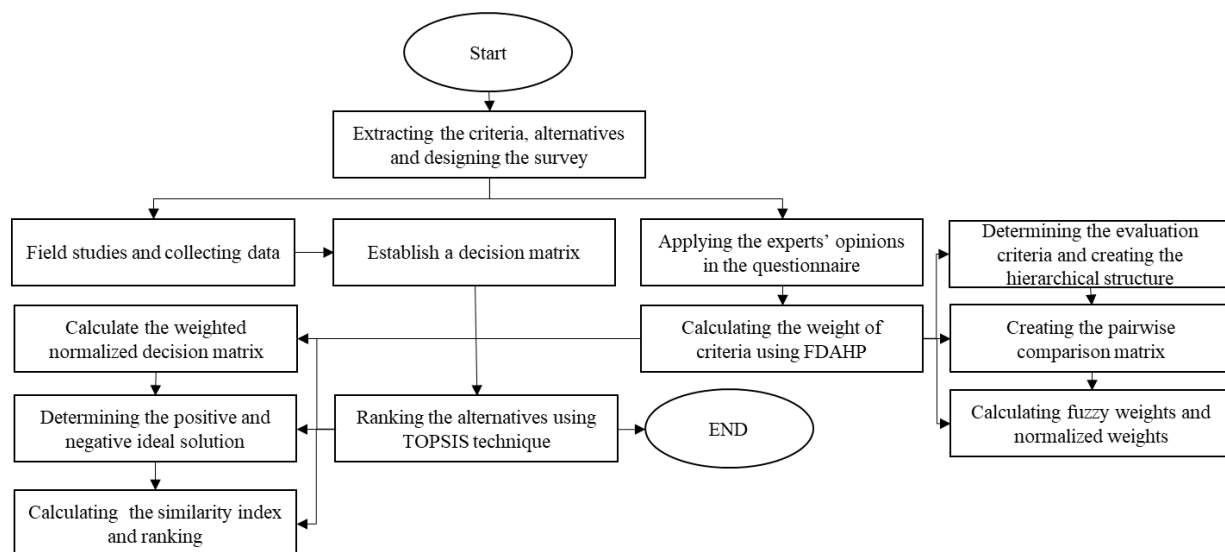 Start
Extracting the criteria, alternatives
and designing the survey
Field studies and collecting data
Establish a decision matrix
Applying the experts' opinions
in the questionnaire
Determining the evaluation
criteria and creating the
hierarchical structure
Calculate the weighted
normalized decision matrix
Calculating the weight of
criteria using FDAHP
Creating the pairwise
comparison matrix
Determining the positive and
negative ideal solution
Ranking the alternatives using
TOPSIS technique
END
Calculating fuzzy weights and
normalized weights
Calculating the similarity index
and ranking